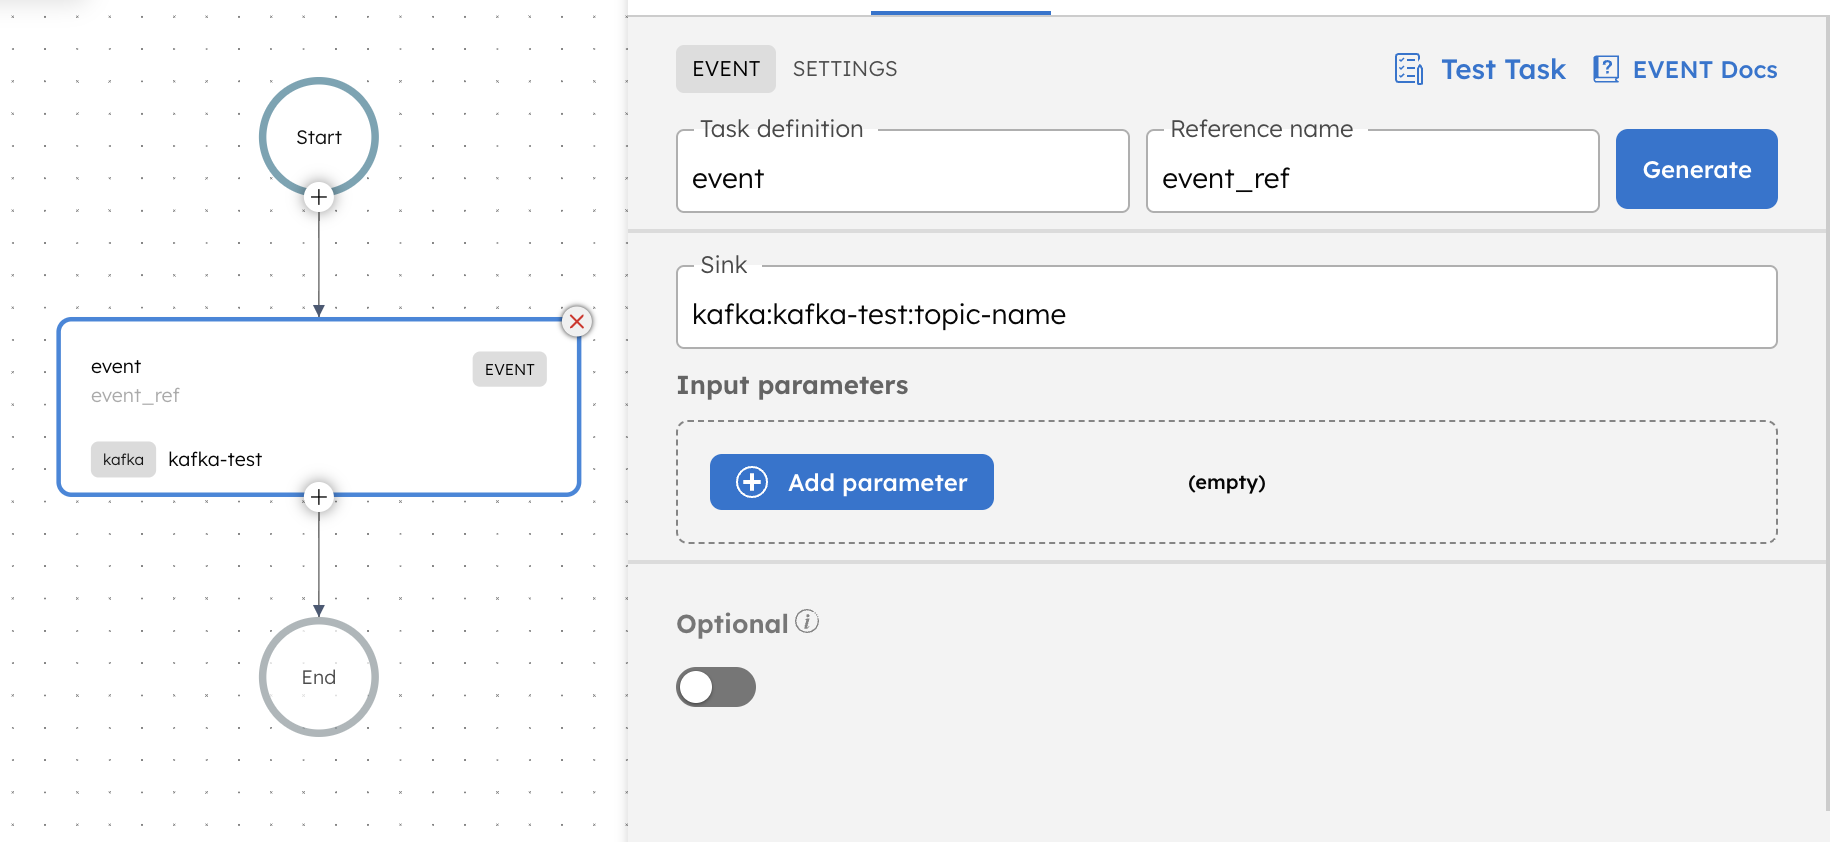 Start
event
event_ref
EVENT
kafka kafka-test
End
EVENT SETTINGS
Test Task
EVENT Docs
Task definition
event
Reference name
event_ref
Generate
Sink
kafka:kafka-test:topic-name
Input parameters
Add parameter
(empty)
Optional